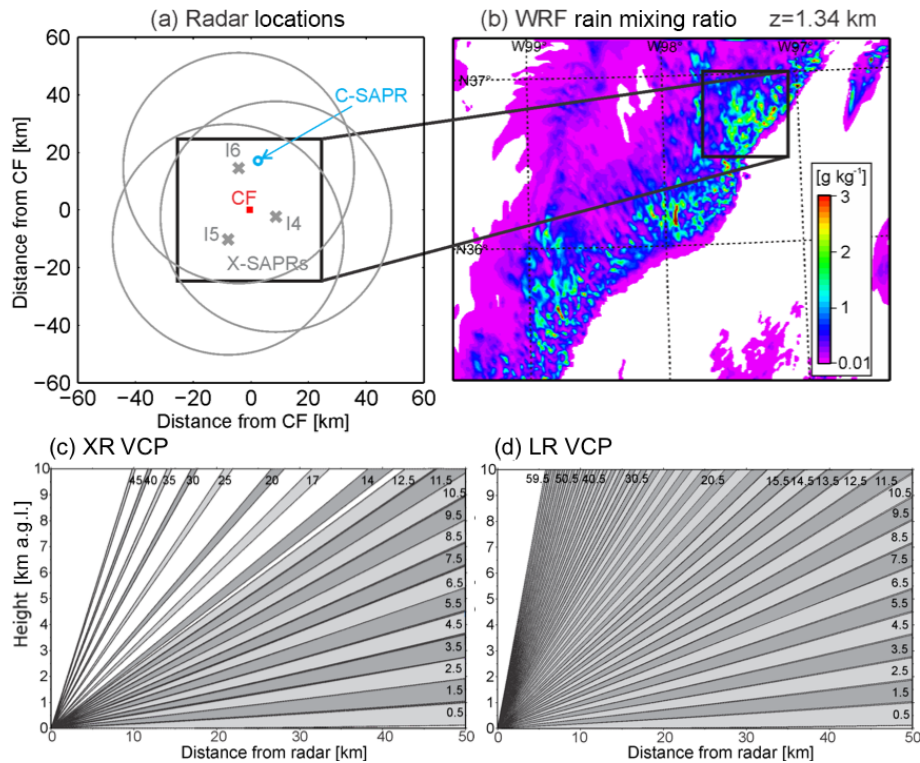 (a) Radar locations
60
40
20
0
−20
−40
−60
−60 −40 −20 0 20 40 60
Distance from CF [km]
Distance from CF [km]
C-SAPR
I6
CF
I4
I5
X-SAPRs
(b) WRF rain mixing ratio z=1.34 km
W99° W98° W97°
N37°
N36°
[g kg⁻¹]
3
2
1
0.01
(c) XR VCP
10
9
8
7
6
5
4
3
2
1
0
Height [km a.g.l.]
45 40 35 30 25 20 17 14 12.5 11.5
10.5
9.5
8.5
7.5
6.5
5.5
4.5
3.5
2.5
1.5
0.5
0 10 20 30 40 50
Distance from radar [km]
(d) LR VCP
10
9
8
7
6
5
4
3
2
1
0
59.5 50.5 40.5 30.5 20.5 15.5 14.5 13.5 12.5 11.5
10.5
9.5
8.5
7.5
6.5
5.5
4.5
3.5
2.5
1.5
0.5
0 10 20 30 40 50
Distance from radar [km]